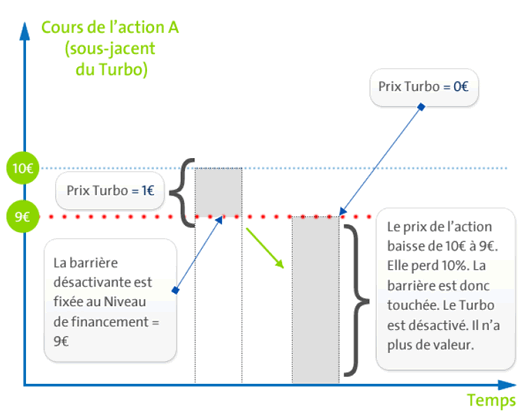 Cours de l'action A
(sous-jacent
du Turbo)
Prix Turbo = 0€
10€
Prix Turbo = 1€
9€
La barrière
désactivante est
fixée au Niveau
de financement =
9€
Le prix de l'action
baisse de 10€ à 9€.
Elle perd 10%. La
barrière est donc
touchée. Le Turbo
est désactivé. Il n'a
plus de valeur.
Temps